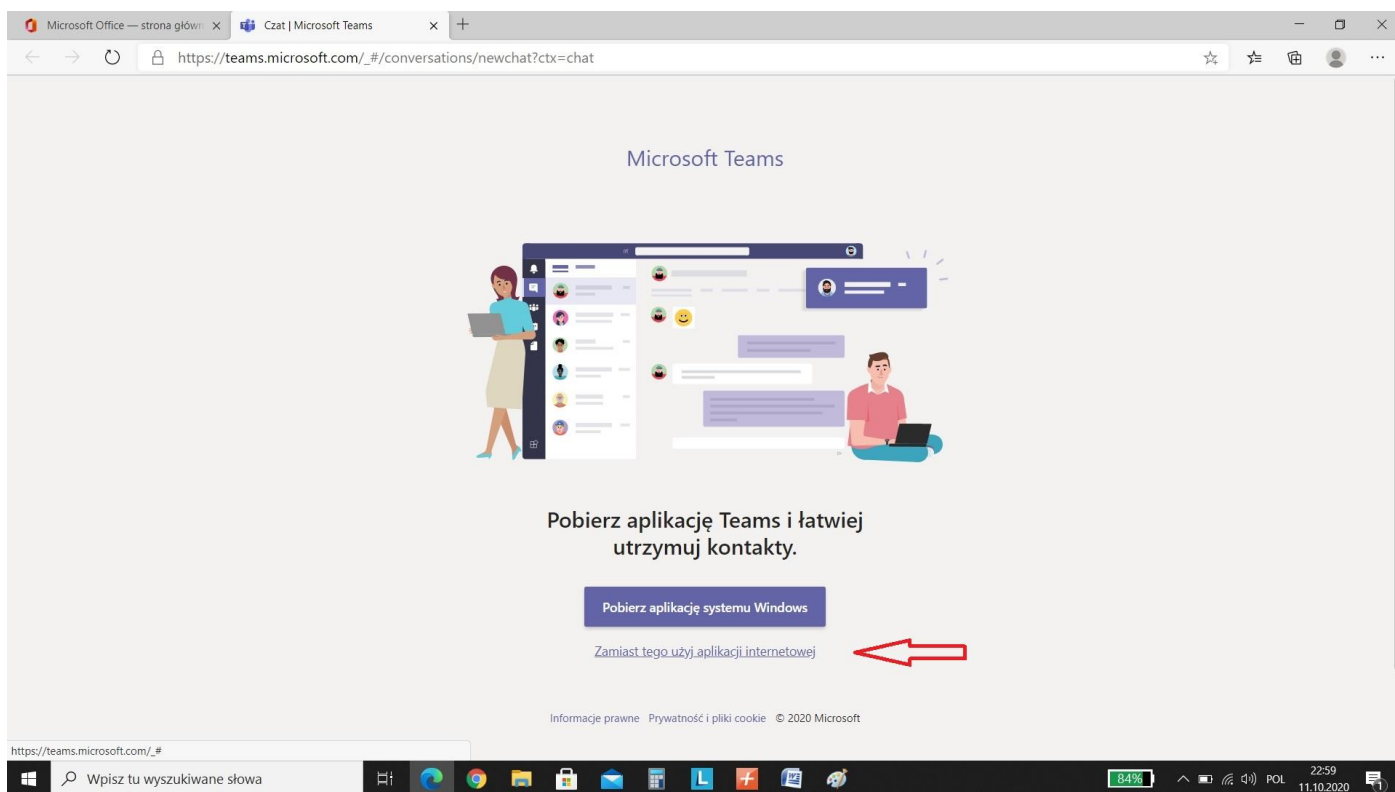 Microsoft Office — strona główn
Czat | Microsoft Teams
https://teams.microsoft.com/_#/conversations/newchat?ctx=chat
Microsoft Teams
Pobierz aplikację Teams i łatwiej
utrzymuj kontakty.
Pobierz aplikację systemu Windows
Zamiast tego użyj aplikacji internetowej
Informacje prawne Prywatność i pliki cookie © 2020 Microsoft
https://teams.microsoft.com/_#
Wpisz tu wyszukiwane słowa
L
84%
POL
22:59
11.10.2020
1